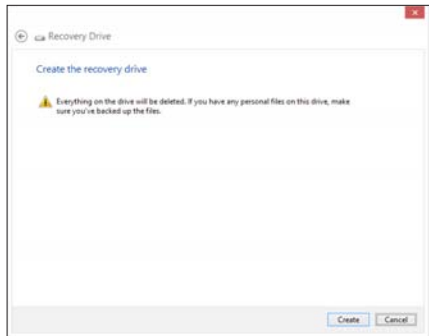 Recovery Drive
Create the recovery drive
Everything on the drive will be deleted. If you have any personal files on this drive, make
sure you've backed up the files.
Create Cancel